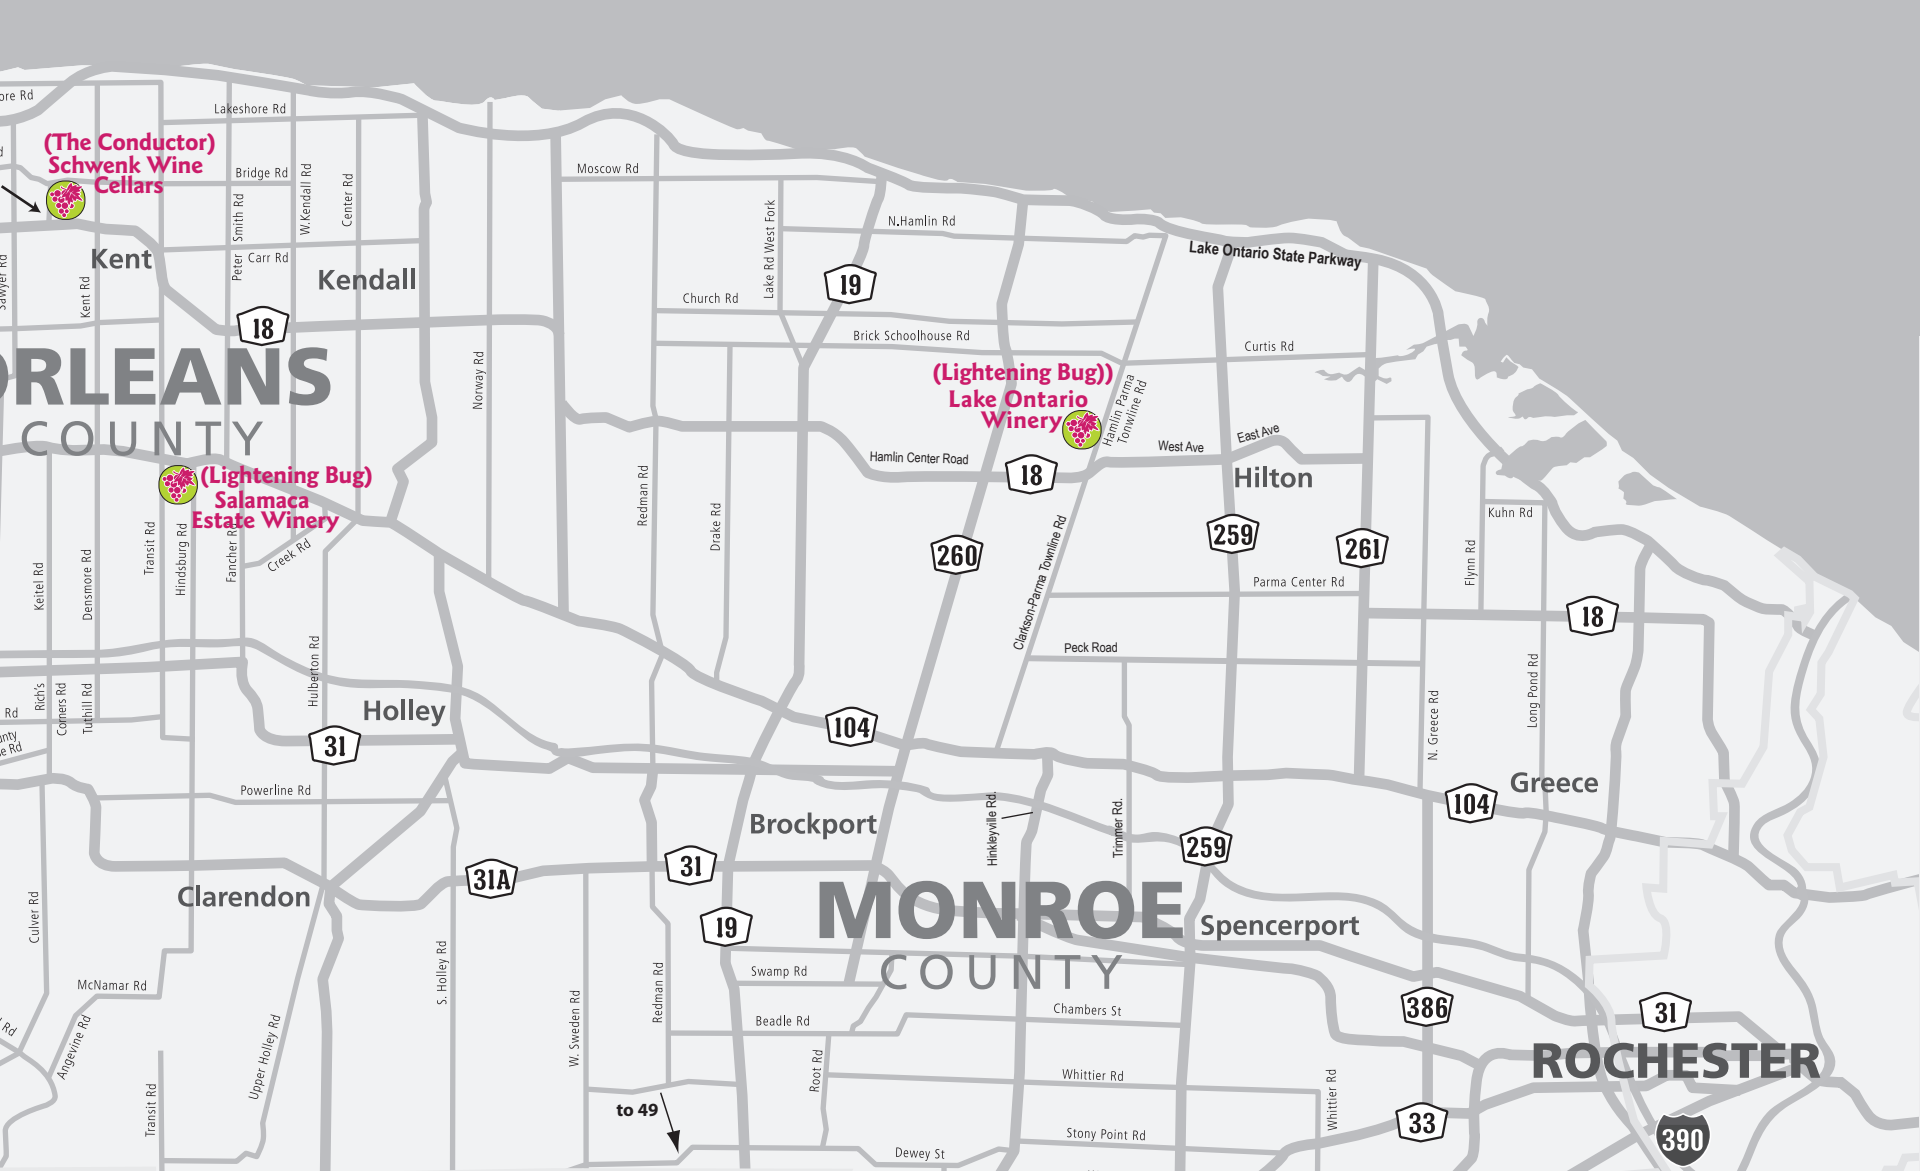 ore Rd
Lakeshore Rd
(The Conductor)
Schwenk Wine
Cellars
Bridge Rd
W.Kendall Rd
Center Rd
Peter Smith Rd
Carr Rd
Kent
Kendall
Kent Rd
18
ORLEANS
COUNTY
(Lightening Bug)
Salamaca
Estate Winery
Moscow Rd
Lake Rd West Fork
N.Hamlin Rd
Lake Ontario State Parkway
19
Church Rd
Brick Schoolhouse Rd
Curtis Rd
Norway Rd
(Lightening Bug))
Lake Ontario
Winery
Hamlin Parma
Tonwline Rd
Hamlin Center Road
18
West Ave
East Ave
Hilton
Redman Rd
Drake Rd
260
Clarkson-Parma Townline Rd
259
261
Kuhn Rd
Flynn Rd
Parma Center Rd
18
Peck Road
Keitel Rd
Densmore Rd
Transit Rd
Hindsburg Rd
Fancher Rd
Creek Rd
Hulberton Rd
Rich's
Corners Rd
Tuthill Rd
Rd
Holley
31
104
N. Greece Rd
Long Pond Rd
Greece
104
Powerline Rd
Brockport
Hinkleyville Rd.
Trimmer Rd.
259
31A
31
Clarendon
Culver Rd
19
MONROE
COUNTY
Spencerport
S. Holley Rd
McNamar Rd
Angevine Rd
Upper Holley Rd
Transit Rd
W. Sweden Rd
Redman Rd
Swamp Rd
Beadle Rd
Root Rd
Chambers St
Whittier Rd
Whittier Rd
386
31
ROCHESTER
to 49
Stony Point Rd
Dewey St
33
390